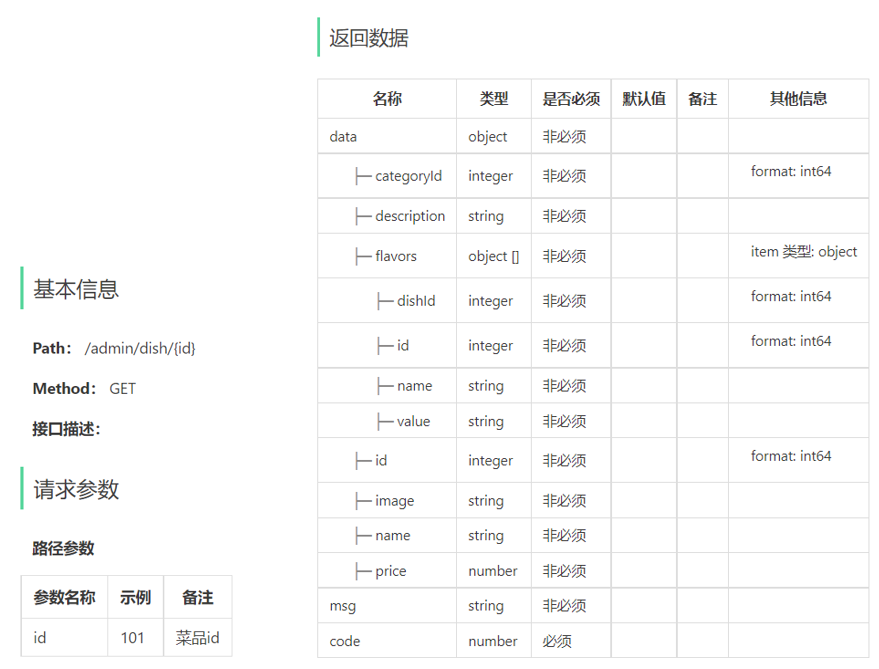 基本信息
Path： /admin/dish/{id}
Method： GET
接口描述：
请求参数
路径参数
参数名称 示例 备注
id 101 菜品id
返回数据
名称 类型 是否必须 默认值 备注 其他信息
data object 非必须
├─ categoryId integer 非必须 format: int64
├─ description string 非必须
├─ flavors object [] 非必须 item 类型: object
├─ dishId integer 非必须 format: int64
├─ id integer 非必须 format: int64
├─ name string 非必须
├─ value string 非必须
├─ id integer 非必须 format: int64
├─ image string 非必须
├─ name string 非必须
├─ price number 非必须
msg string 非必须
code number 必须